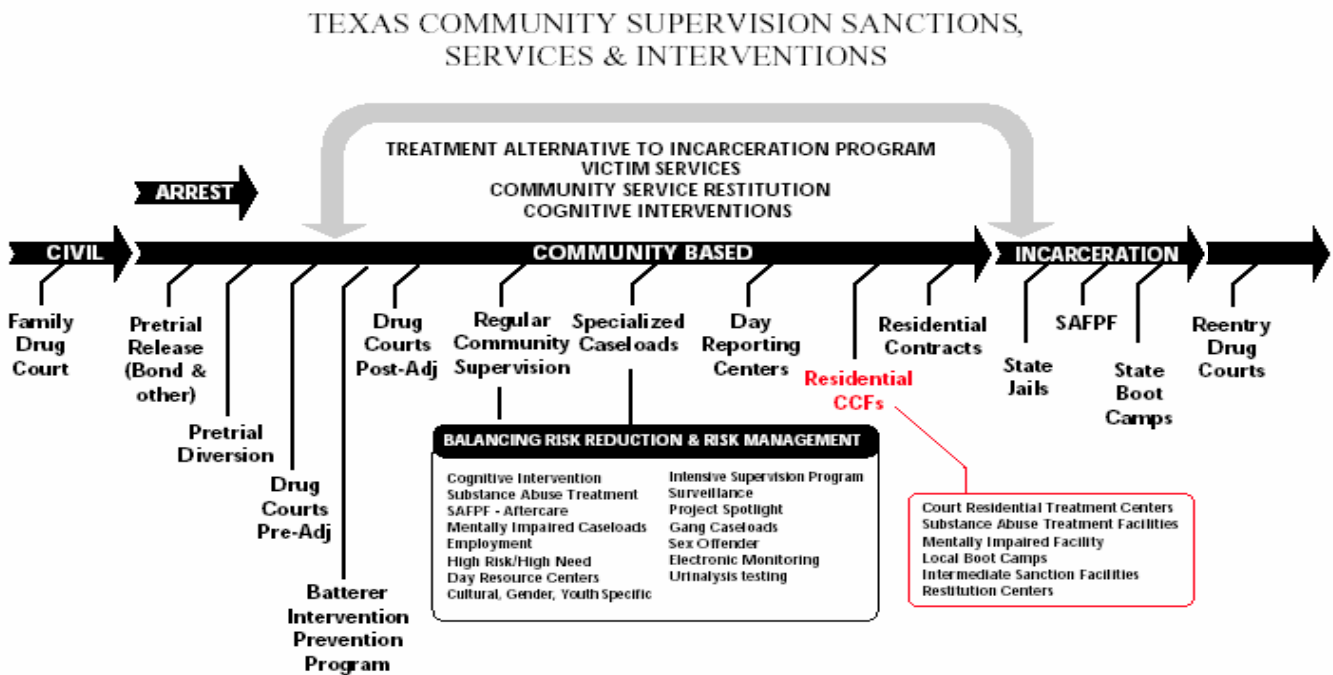 TEXAS COMMUNITY SUPERVISION SANCTIONS,
SERVICES & INTERVENTIONS
TREATMENT ALTERNATIVE TO INCARCERATION PROGRAM
VICTIM SERVICES
COMMUNITY SERVICE RESTITUTION
COGNITIVE INTERVENTIONS
ARREST
CIVIL
COMMUNITY BASED
INCARCERATION
Family
Drug
Court
Pretrial
Release
(Bond &
other)
Pretrial
Diversion
Drug
Courts
Pre-Adj
Batterer
Intervention
Prevention
Program
Drug
Courts
Post-Adj
Regular
Community
Supervision
Specialized
Caseloads
Day
Reporting
Centers
Residential
CCFs
Residential
Contracts
State
Jails
SAFPF
State
Boot
Camps
Reentry
Drug
Courts
BALANCING RISK REDUCTION & RISK MANAGEMENT
Cognitive Intervention
Substance Abuse Treatment
SAFPF - Aftercare
Mentally Impaired Caseloads
Employment
High Risk/High Need
Day Resource Centers
Cultural, Gender, Youth Specific
Intensive Supervision Program
Surveillance
Project Spotlight
Gang Caseloads
Sex Offender
Electronic Monitoring
Urinalysis testing
Court Residential Treatment Centers
Substance Abuse Treatment Facilities
Mentally Impaired Facility
Local Boot Camps
Intermediate Sanction Facilities
Restitution Centers